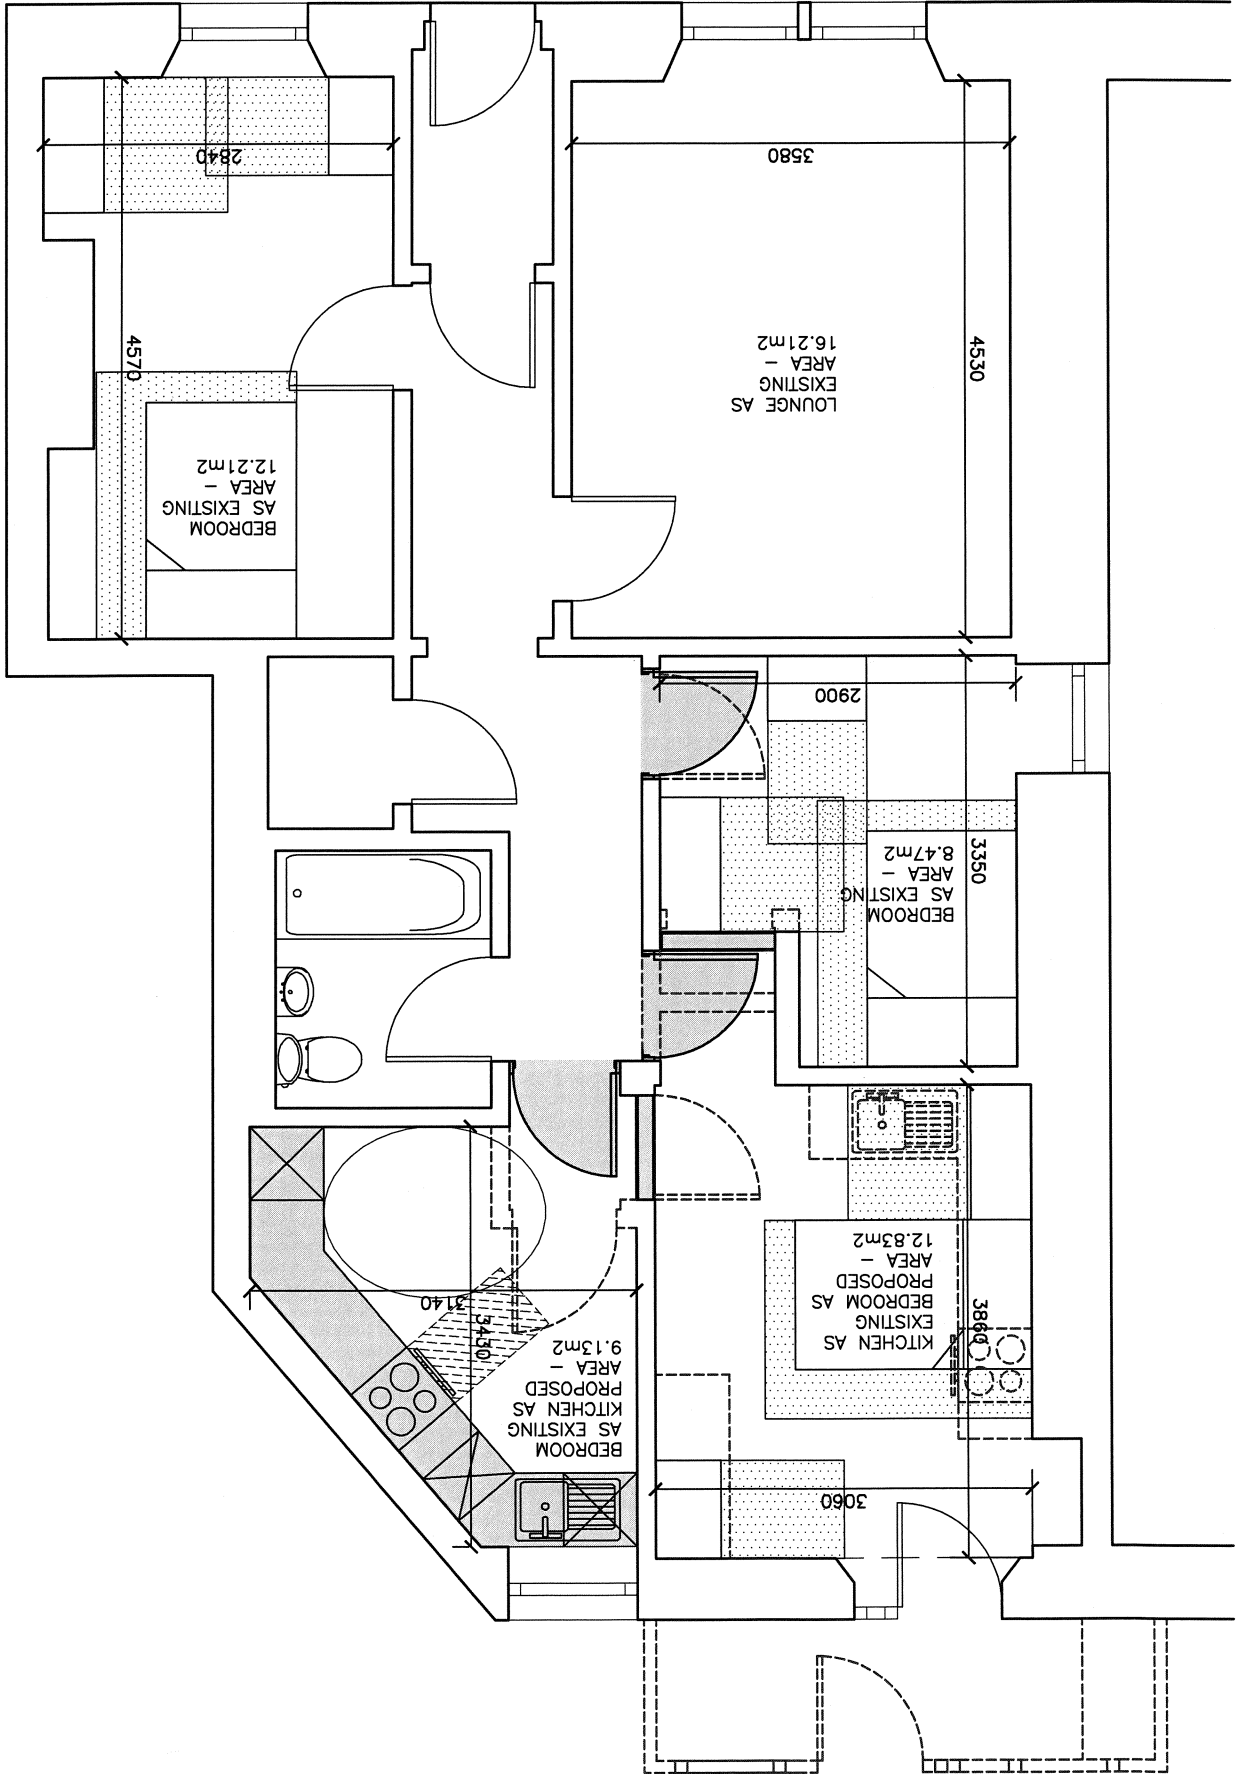 KITCHEN AS
EXISTING
BEDROOM AS
PROPOSED
AREA –
12.83m2
3060
3860
BEDROOM
AS EXISTING
KITCHEN AS
PROPOSED
AREA –
9.13m2
3140
3430
BEDROOM
AS EXISTING
AREA –
8.47m2
3350
2900
LOUNGE AS
EXISTING
AREA –
16.21m2
4530
3580
BEDROOM
AS EXISTING
AREA –
12.21m2
4570
2840